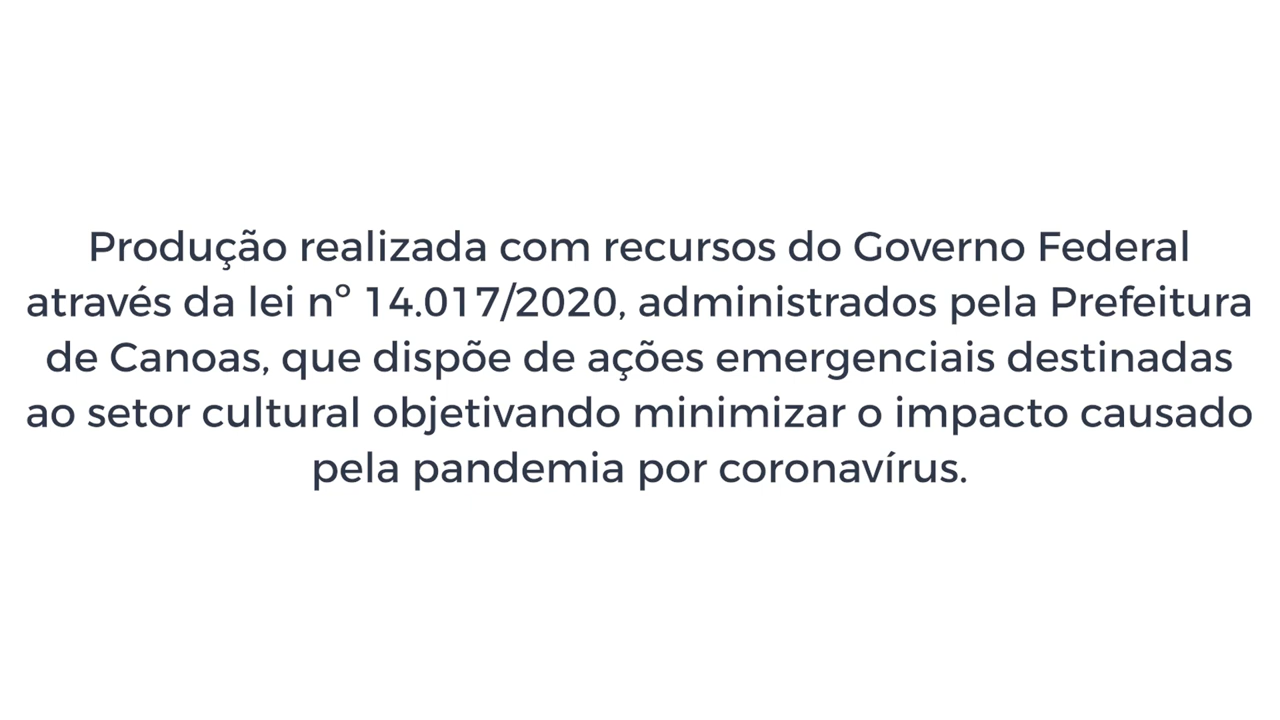 Produção realizada com recursos do Governo Federal
através da lei nº 14.017/2020, administrados pela Prefeitura
de Canoas, que dispõe de ações emergenciais destinadas
ao setor cultural objetivando minimizar o impacto causado
pela pandemia por coronavírus.